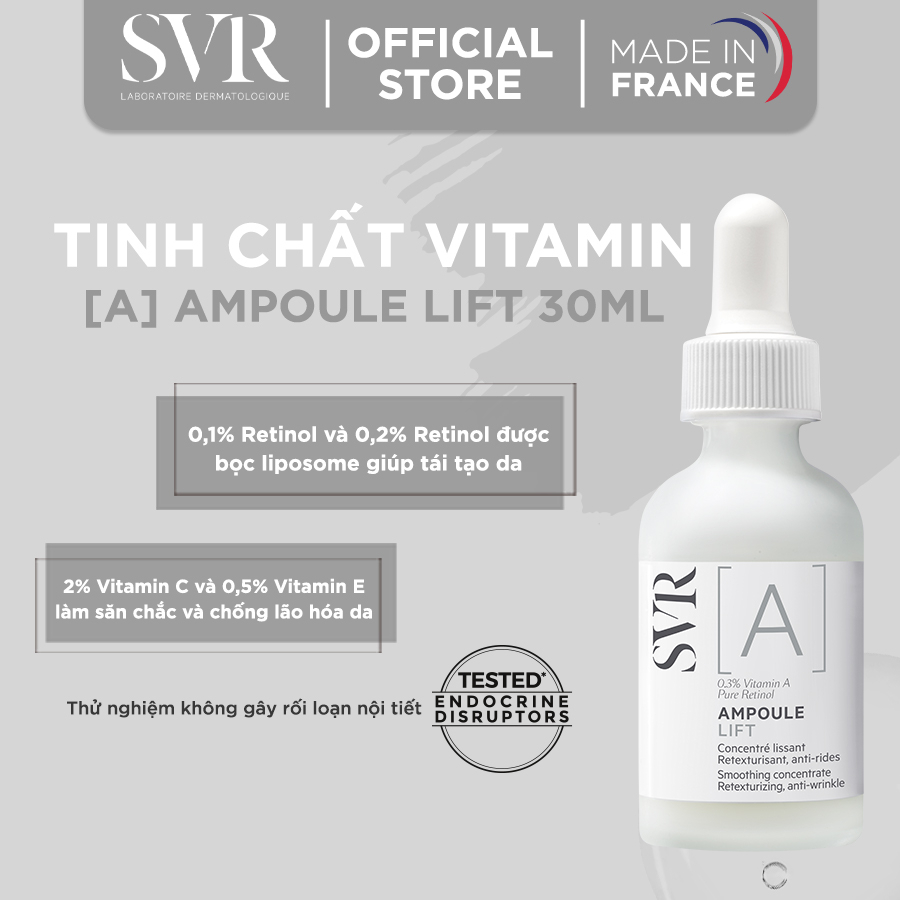 SVR
LABORATOIRE DERMATOLOGIQUE
OFFICIAL
STORE
MADE IN
FRANCE
TINH CHẤT VITAMIN
[A] AMPOULE LIFT 30ML
0,1% Retinol và 0,2% Retinol được
bọc liposome giúp tái tạo da
2% Vitamin C và 0,5% Vitamin E
làm săn chắc và chống lão hóa da
Thử nghiệm không gây rối loạn nội tiết
TESTED*
ENDOCRINE
DISRUPTORS
SVR
[A]
0.3% Vitamin A
Pure Retinol
AMPOULE
LIFT
Concentré lissant
Retexturisant, anti-rides
Smoothing concentrate
Retexturizing, anti-wrinkle